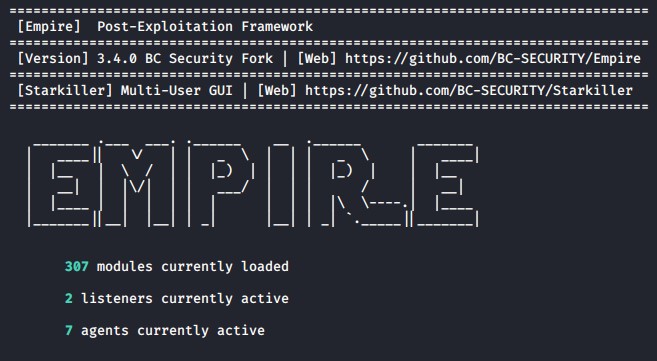 [Empire]  Post-Exploitation Framework
[Version] 3.4.0 BC Security Fork | [Web] https://github.com/BC-SECURITY/Empire
[Starkiller] Multi-User GUI | [Web] https://github.com/BC-SECURITY/Starkiller
EMPIRE
307 modules currently loaded
2 listeners currently active
7 agents currently active